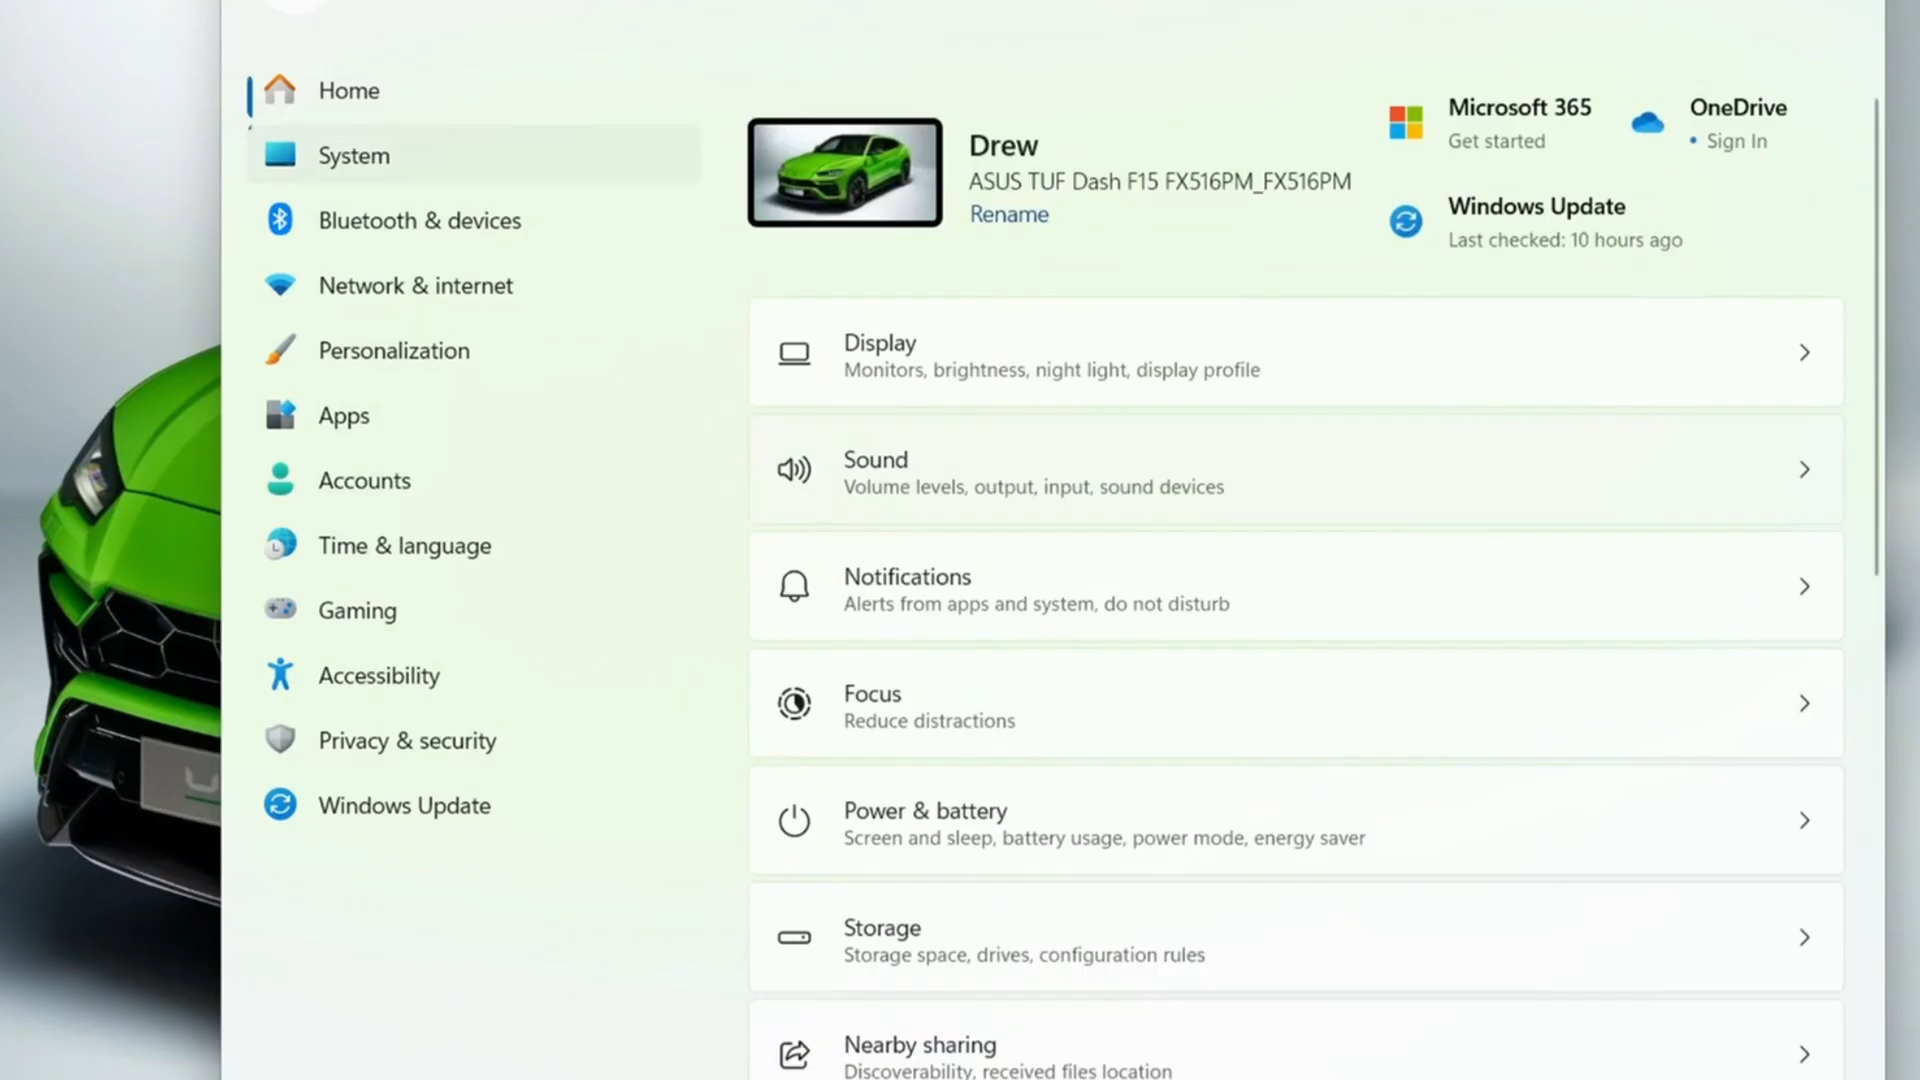 Home
System
Bluetooth & devices
Network & internet
Personalization
Apps
Accounts
Time & language
Gaming
Accessibility
Privacy & security
Windows Update
Drew
ASUS TUF Dash F15 FX516PM_FX516PM
Rename
Microsoft 365
Get started
OneDrive
• Sign In
Windows Update
Last checked: 10 hours ago
Display
Monitors, brightness, night light, display profile
Sound
Volume levels, output, input, sound devices
Notifications
Alerts from apps and system, do not disturb
Focus
Reduce distractions
Power & battery
Screen and sleep, battery usage, power mode, energy saver
Storage
Storage space, drives, configuration rules
Nearby sharing
Discoverability, received files location